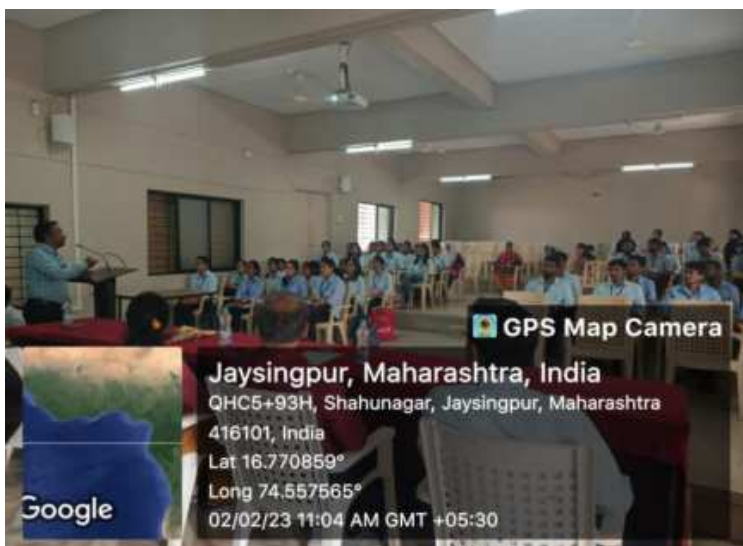 GPS Map Camera
Jaysingpur, Maharashtra, India
QHC5+93H, Shahunagar, Jaysingpur, Maharashtra
416101, India
Lat 16.770859°
Long 74.557565°
02/02/23 11:04 AM GMT +05:30
Google